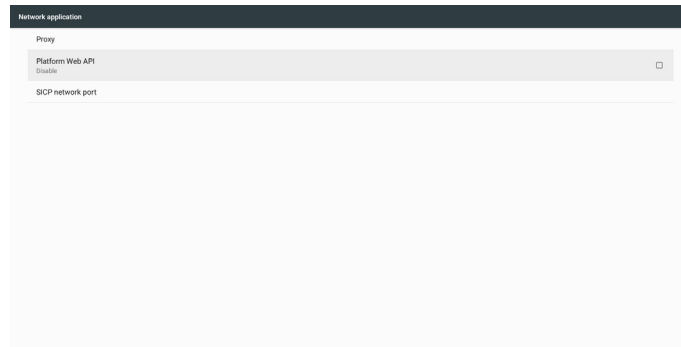 Network application
Proxy
Platform Web API
Disable
SICP network port